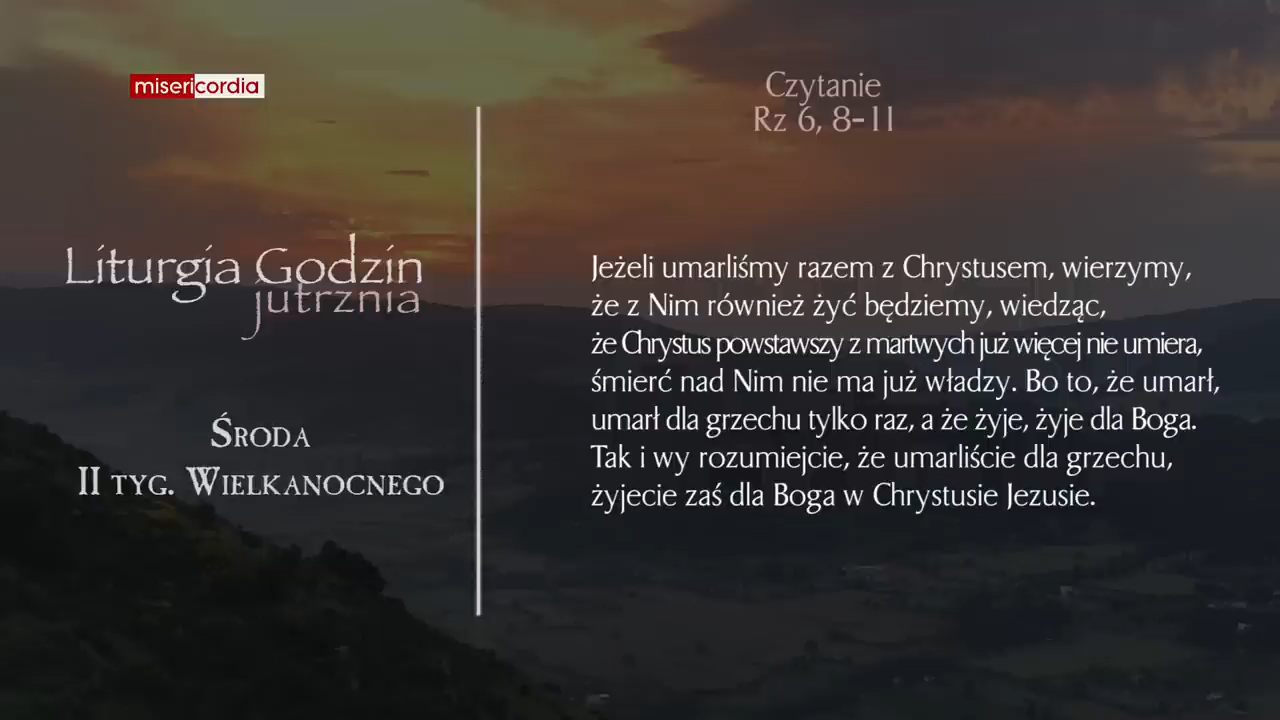 misericordia
Liturgia Godzin
jutrznia
Środa
II tyg. Wielkanocnego
Czytanie
Rz 6, 8-11
Jeżeli umarliśmy razem z Chrystusem, wierzymy,
że z Nim również żyć będziemy, wiedząc,
że Chrystus powstawszy z martwych już więcej nie umiera,
śmierć nad Nim nie ma już władzy. Bo to, że umarł,
umarł dla grzechu tylko raz, a że żyje, żyje dla Boga.
Tak i wy rozumiejcie, że umarliście dla grzechu,
żyjecie zaś dla Boga w Chrystusie Jezusie.